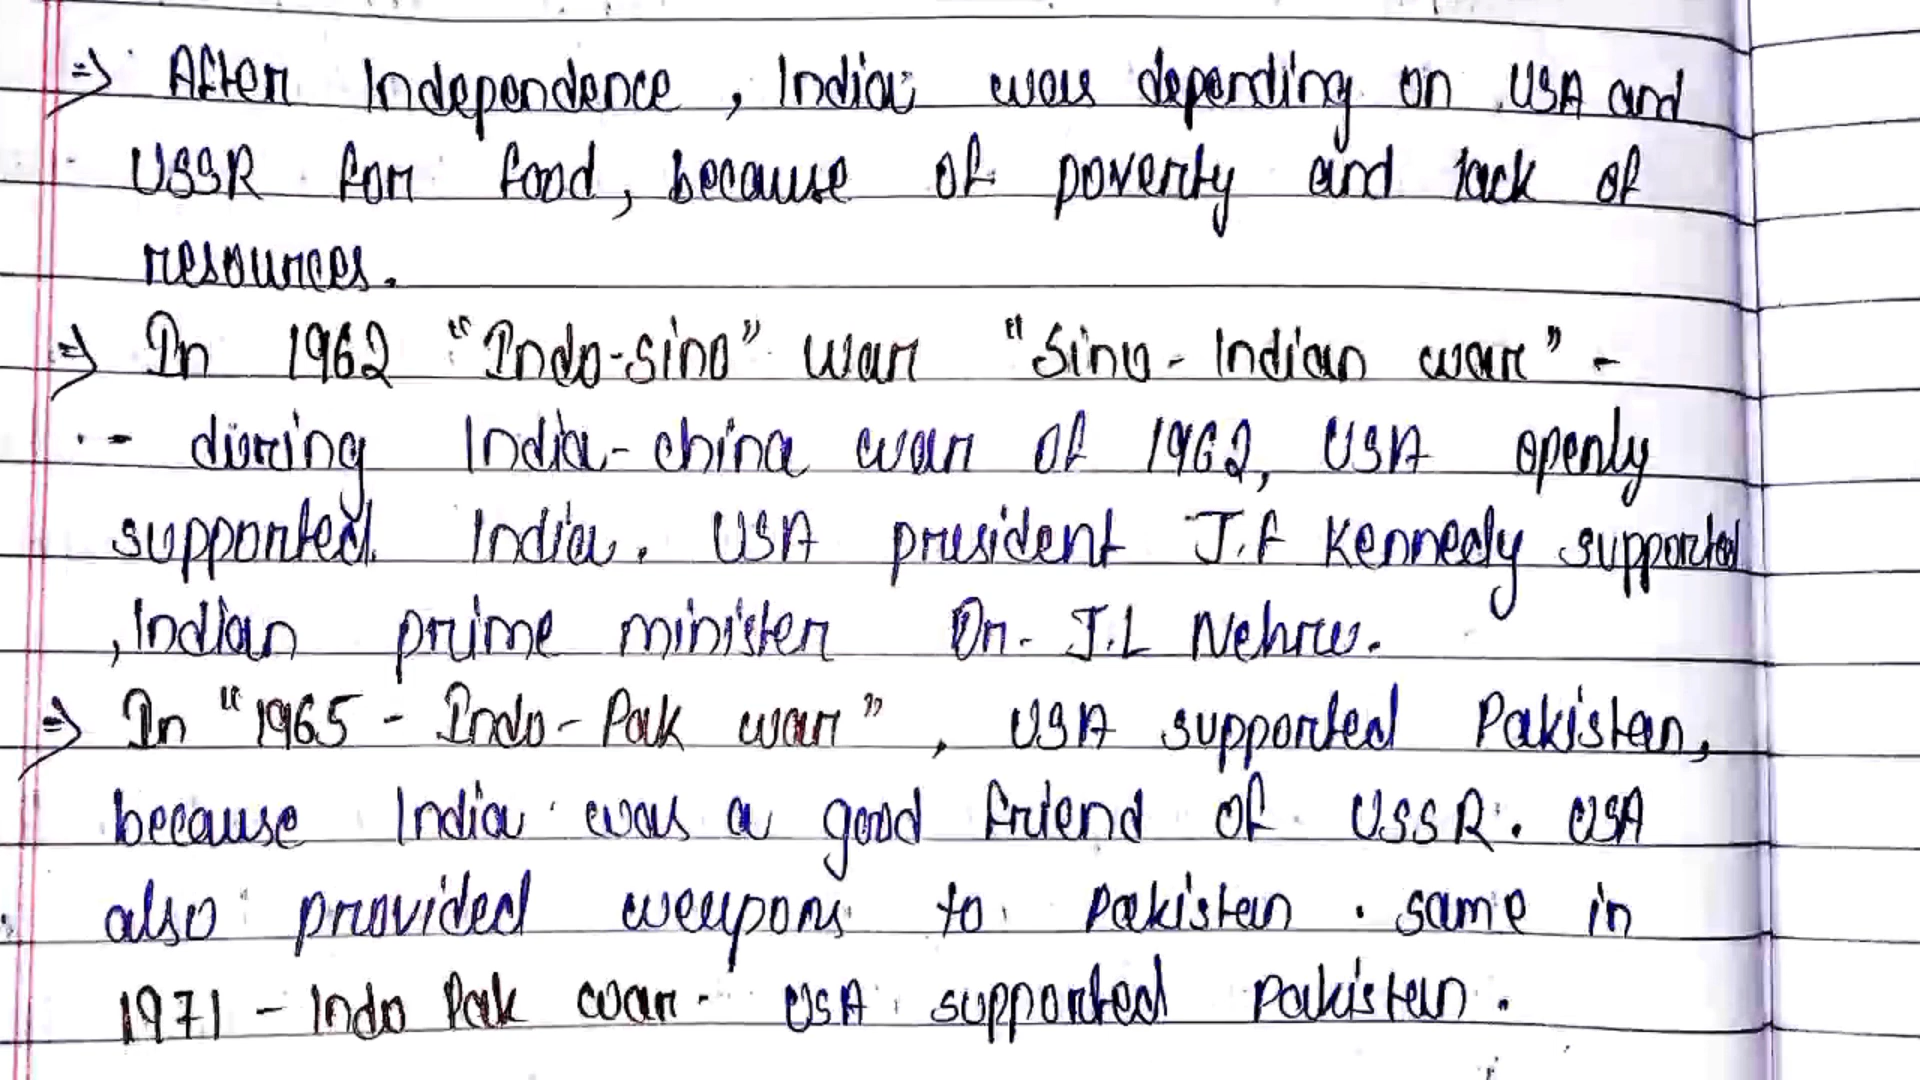 ⇒ After Independence, India was depending on USA and
USSR for food, because of poverty and lack of
resources.
⇒ In 1962 "Indo-sino" war "Sino-Indian war" -
- during India-china war of 1962, USA openly
supported India. USA president J.F Kennedy supported
, Indian prime minister Dr. J.L Nehru.
⇒ In "1965 - Indo-Pak war", USA supported Pakistan,
because India was a good friend of USSR. USA
also provided weapons to Pakistan. same in
1971 - Indo Pak war. USA supported Pakistan.